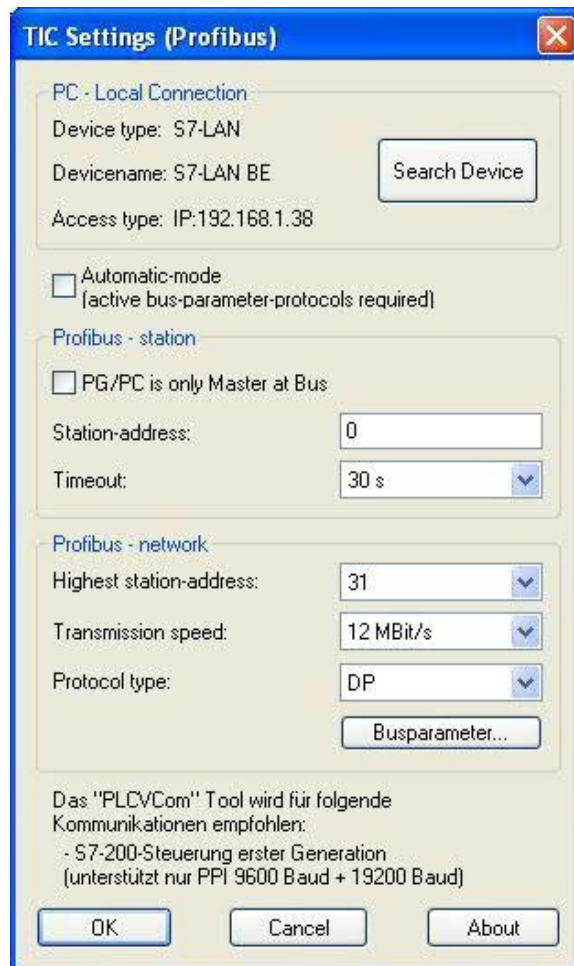 TIC Settings (Profibus)
PC - Local Connection
Device type: S7-LAN
Devicename: S7-LAN BE
Search Device
Access type: IP:192.168.1.38
Automatic-mode
(active bus-parameter-protocols required)
Profibus - station
PG/PC is only Master at Bus
Station-address: 0
Timeout: 30 s
Profibus - network
Highest station-address: 31
Transmission speed: 12 MBit/s
Protocol type: DP
Busparameter...
Das "PLCVCom" Tool wird für folgende
Kommunikationen empfohlen:
- S7-200-Steuerung erster Generation
(unterstützt nur PPI 9600 Baud + 19200 Baud)
OK Cancel About